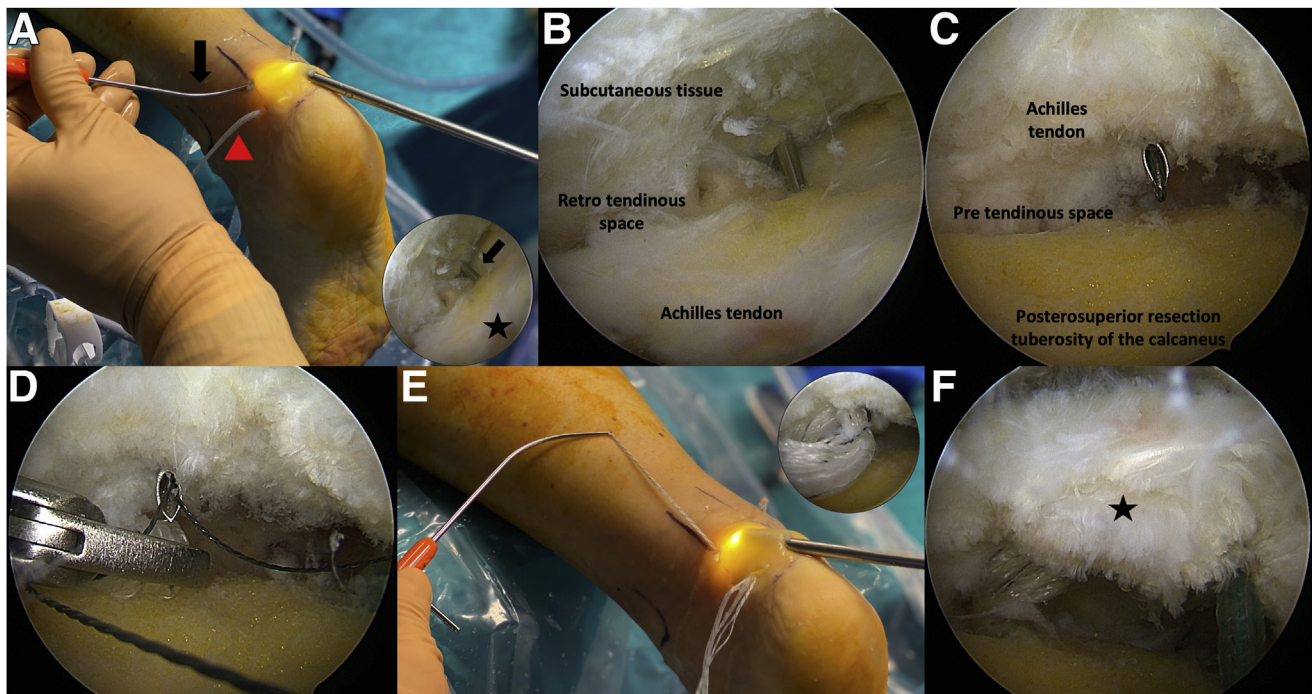 A
B
Subcutaneous tissue
Retro tendinous
space
Achilles tendon
C
Achilles
tendon
Pre tendinous space
Posterosuperior resection
tuberosity of the calcaneus
D
E
F